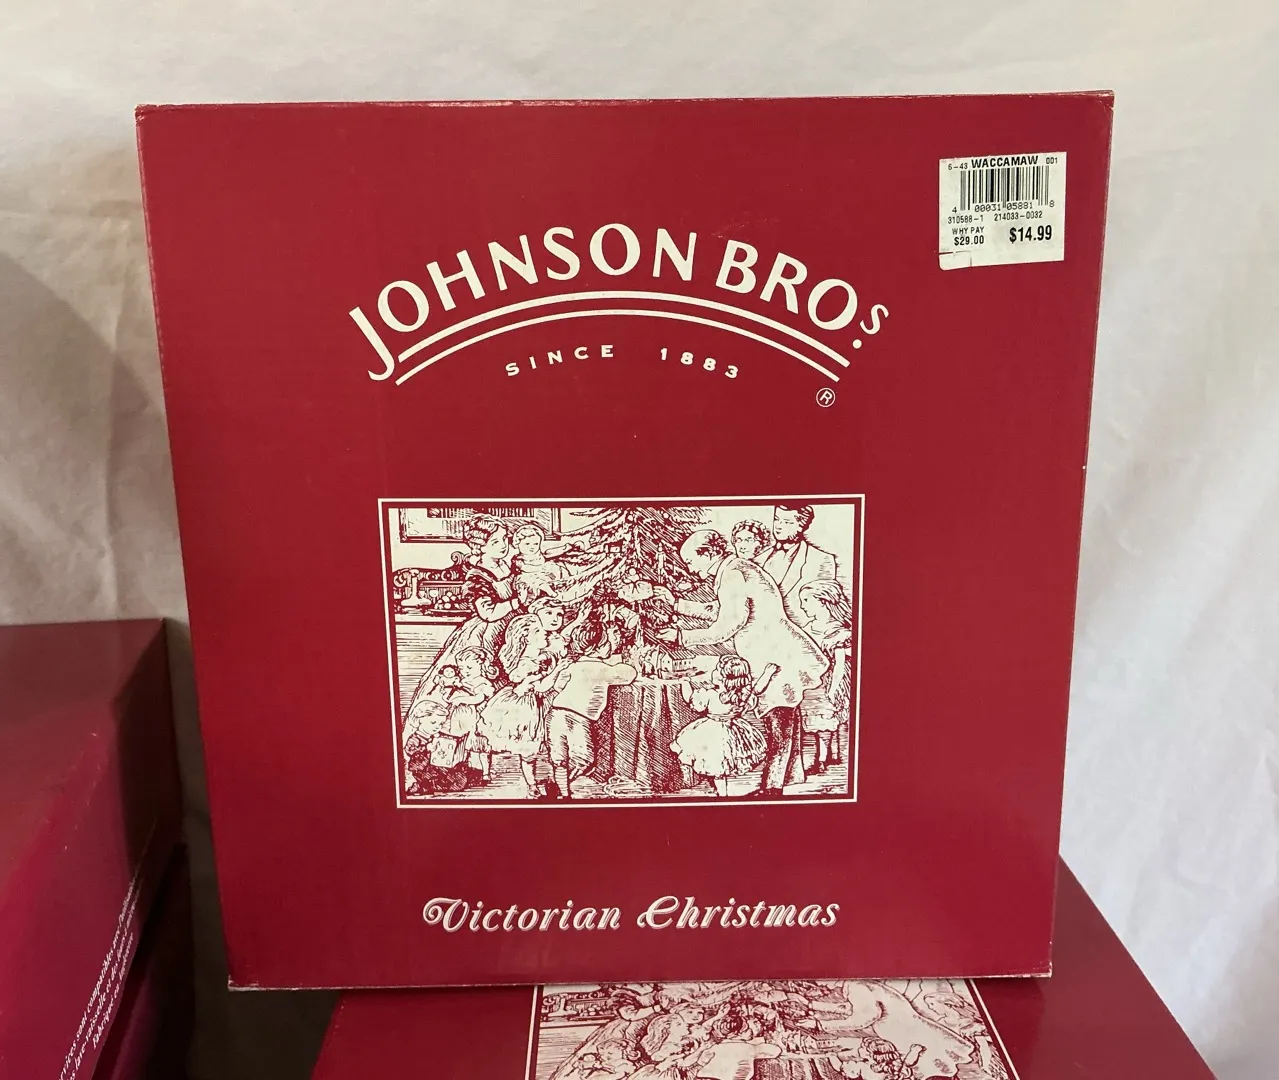 6-43 WACCAMAW 001
4 00031 05881 8
310588-1 214033-0032
WHY PAY
$29.00 $14.99
JOHNSON BROS.
SINCE 1883
®
Victorian Christmas